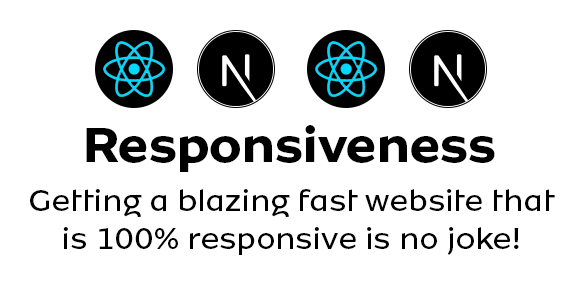 Responsiveness
Getting a blazing fast website that
is 100% responsive is no joke!